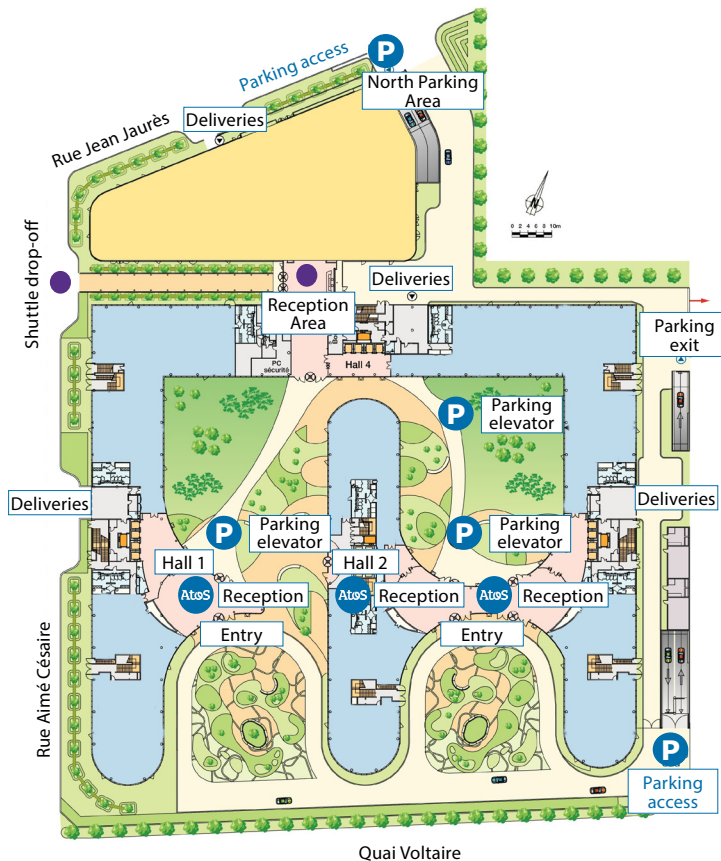 Parking access
P
North Parking
Area
Deliveries
Rue Jean Jaurès
0 2 4 6 8 10m
Shuttle drop-off
Deliveries
Reception
Area
Parking
exit
PC
sécurité
Hall 4
P
Parking
elevator
Deliveries
Deliveries
P
Parking
elevator
P
Parking
elevator
Hall 1
Hall 2
Atos
Reception
Atos
Reception
Atos
Reception
Entry
Entry
Rue Aimé Césaire
P
Parking
access
Quai Voltaire